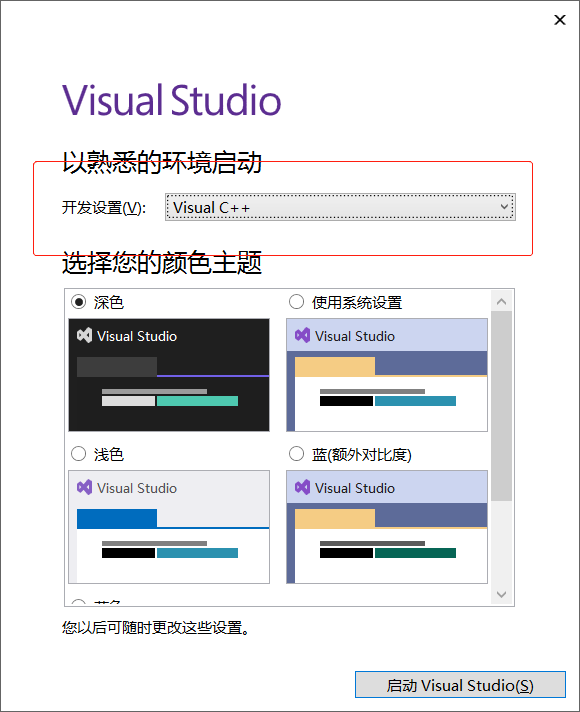 Visual Studio
以熟悉的环境启动
开发设置(V): Visual C++
选择您的颜色主题
深色 使用系统设置
Visual Studio Visual Studio
浅色 蓝(额外对比度)
Visual Studio Visual Studio
您以后可随时更改这些设置。
启动 Visual Studio(S)